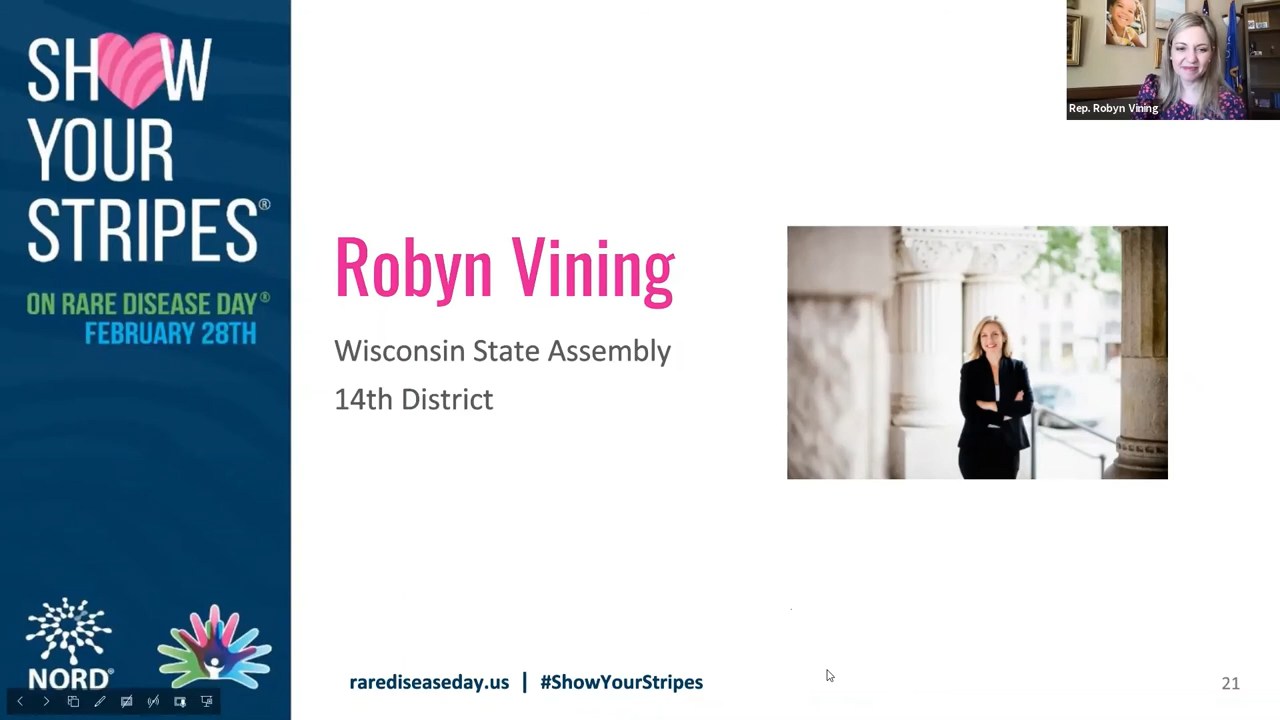 SHOW
YOUR
STRIPES®
ON RARE DISEASE DAY®
FEBRUARY 28TH
NORD®
Rep. Robyn Vining
Robyn Vining
Wisconsin State Assembly
14th District
rarediseaseday.us | #ShowYourStripes
21